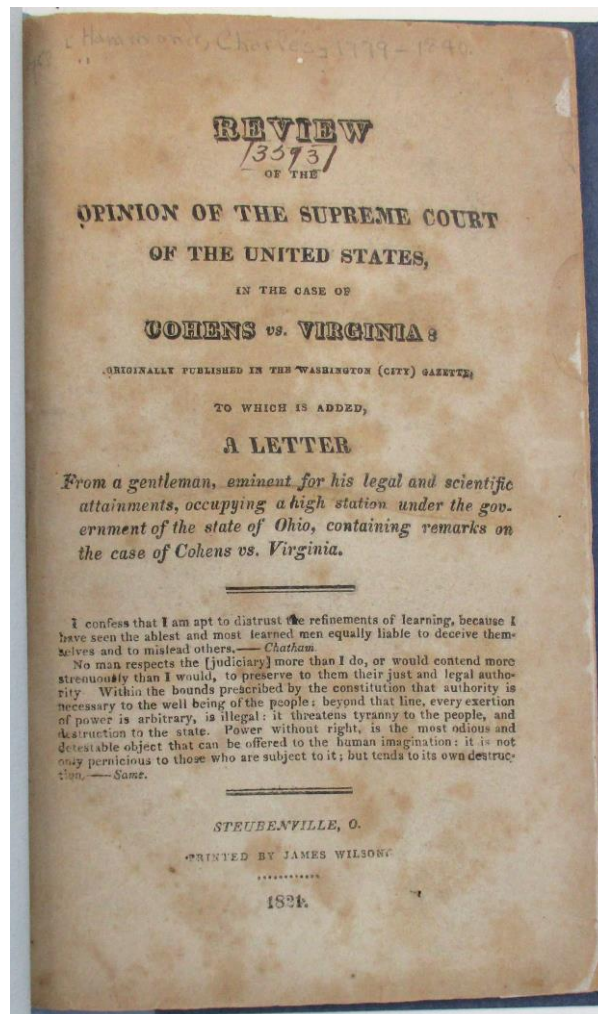 Hammond, Charles, 1779-1840.
REVIEW
13593
OF THE
OPINION OF THE SUPREME COURT
OF THE UNITED STATES,
IN THE CASE OF
COHENS vs. VIRGINIA:
ORIGINALLY PUBLISHED IN THE WASHINGTON (CITY) GAZETTE,
TO WHICH IS ADDED,
A LETTER
From a gentleman, eminent for his legal and scientific
attainments, occupying a high station under the gov-
ernment of the state of Ohio, containing remarks on
the case of Cohens vs. Virginia.
I confess that I am apt to distrust the refinements of learning, because I
have seen the ablest and most learned men equally liable to deceive them-
selves and to mislead others.—— Chatham
No man respects the [judiciary] more than I do, or would contend more
strenuously than I would, to preserve to them their just and legal autho-
rity Within the bounds prescribed by the constitution that authority is
necessary to the well being of the people; beyond that line, every exertion
of power is arbitrary, is illegal: it threatens tyranny to the people, and
destruction to the state. Power without right, is the most odious and
detestable object that can be offered to the human imagination: it is not
only pernicious to those who are subject to it; but tends to its own destruc-
tion.—— Same.
STEUBENVILLE, O.
PRINTED BY JAMES WILSON.
1821.